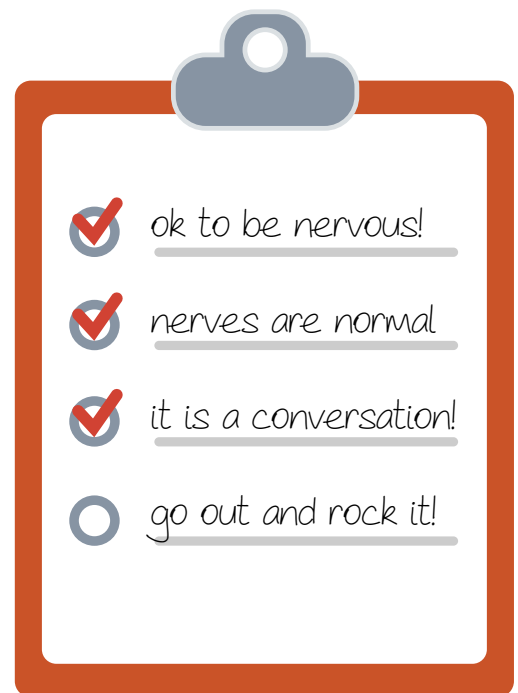 ok to be nervous!
nerves are normal
it is a conversation!
go out and rock it!